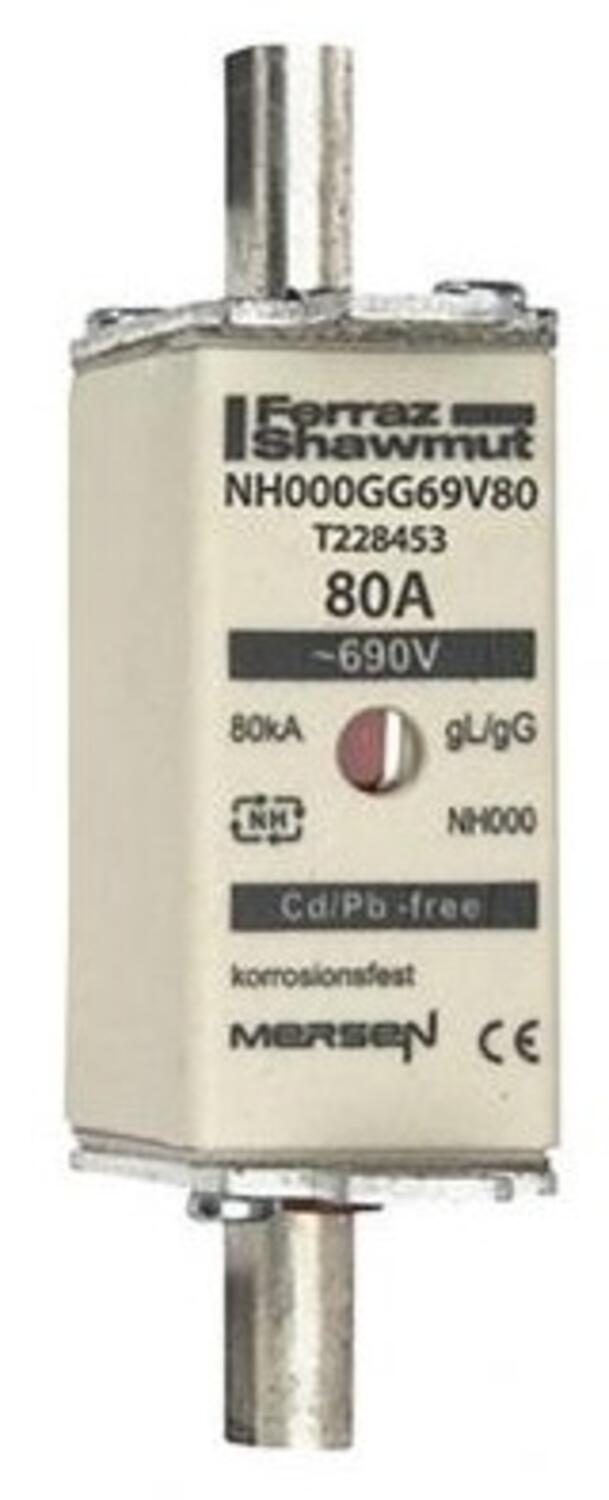 Ferraz
Shawmut
NH000GG69V80
T228453
80A
~690V
80kA gL/gG
NH NH000
Cd/Pb-free
korrosionsfest
MERSEN CE